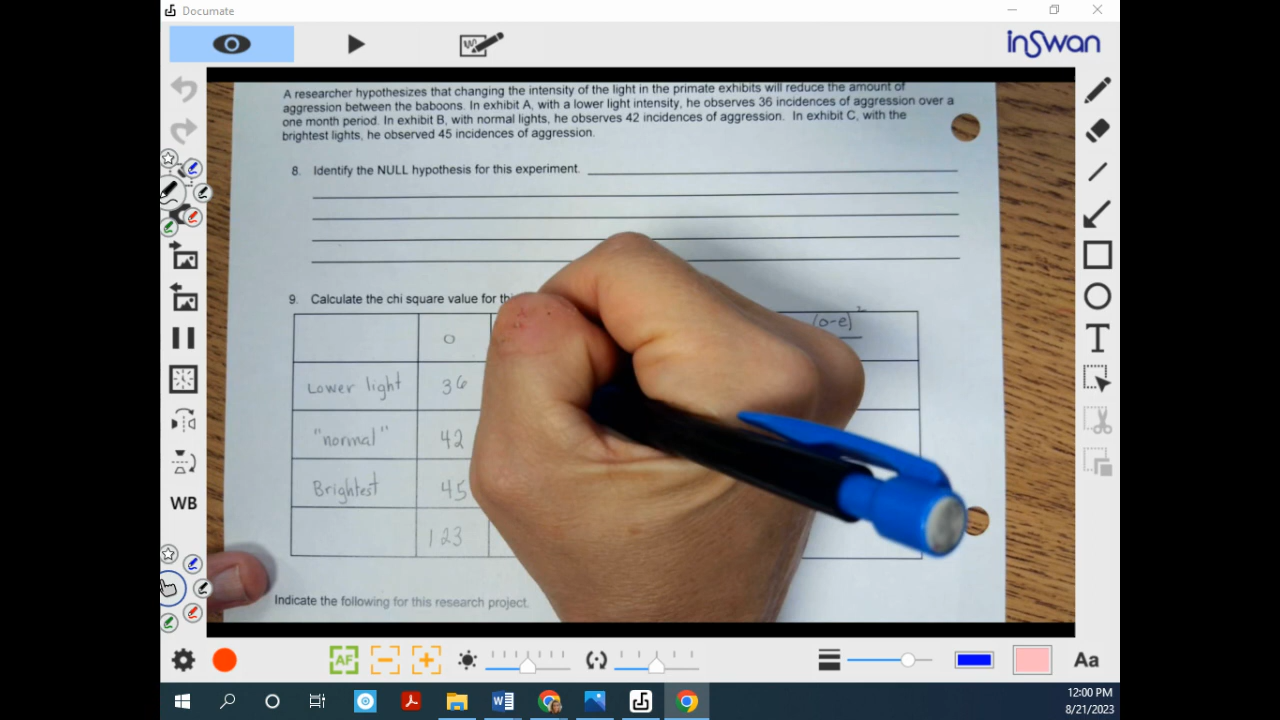 Documate
inSwan
A researcher hypothesizes that changing the intensity of the light in the primate exhibits will reduce the amount of
aggression between the baboons. In exhibit A, with a lower light intensity, he observes 36 incidences of aggression over a
one month period. In exhibit B, with normal lights, he observes 42 incidences of aggression. In exhibit C, with the
brightest lights, he observed 45 incidences of aggression.
8. Identify the NULL hypothesis for this experiment.
9. Calculate the chi square value for
o (o-e)²
Lower light 36
"normal" 42
Brightest 45
123
Indicate the following for this research project.
WB
T
AF
Aa
12:00 PM
8/21/2023